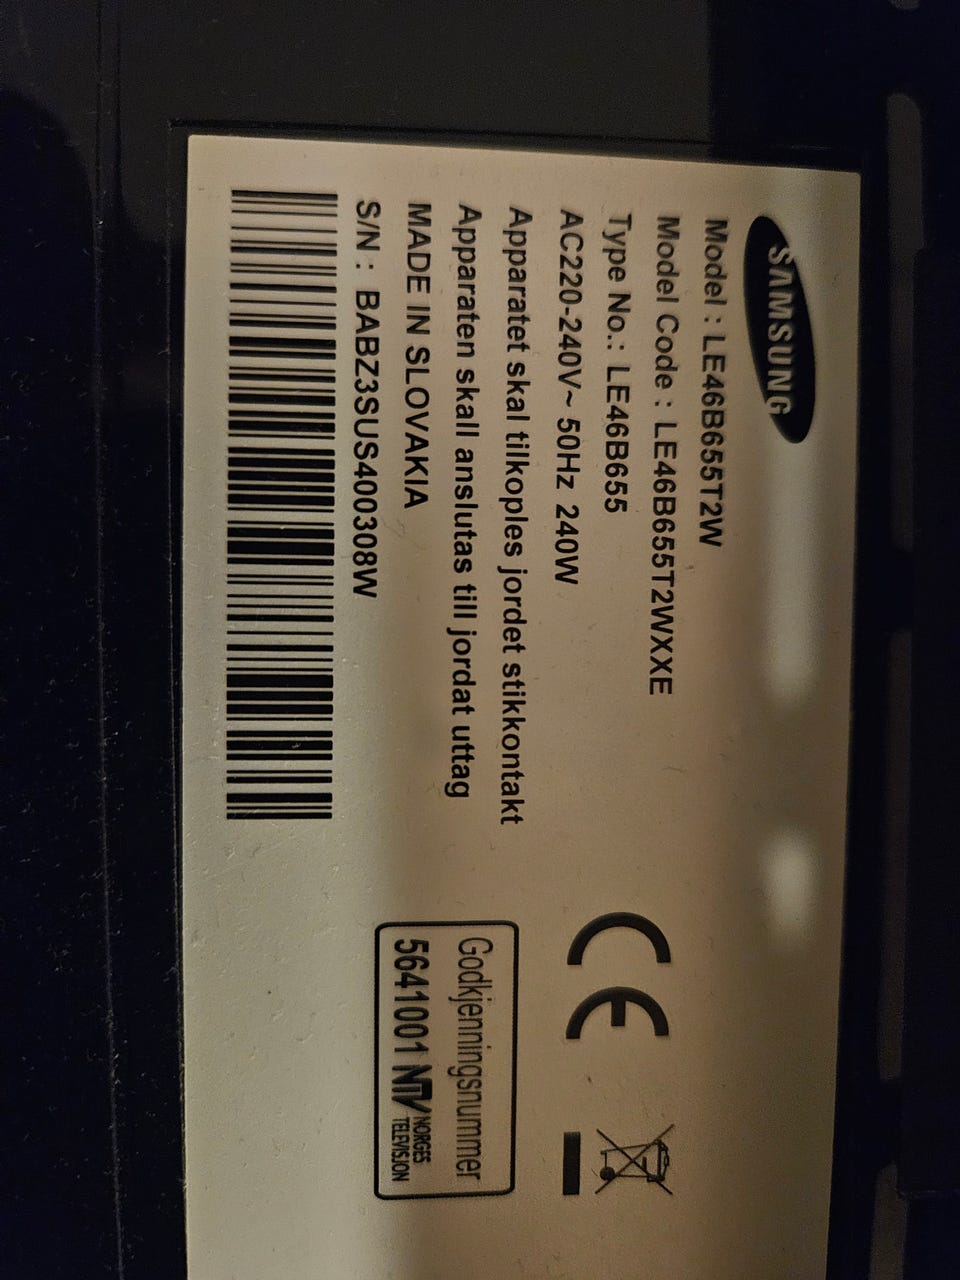 SAMSUNG
Model : LE46B655T2W
Model Code : LE46B655T2WXXE
Type No.: LE46B655
AC220-240V~ 50Hz 240W
Apparatet skal tilkoples jordet stikkontakt
Apparaten skall anslutas till jordat uttag
MADE IN SLOVAKIA
S/N : BABZ3SUS400308W
CE
Godkjenningsnummer
5641001 NTV NORGES
TELEVISJON